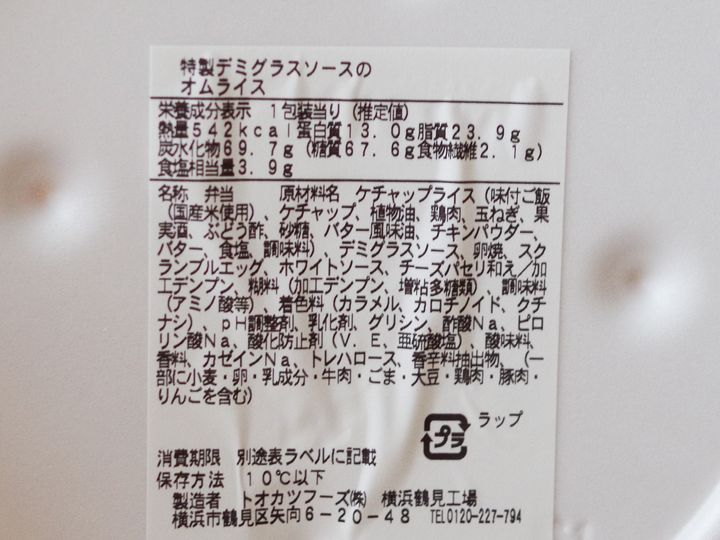 特製デミグラスソースの
オムライス
栄養成分表示　１包装当り（推定値）
熱量５４２ｋｃａｌ蛋白質１３．０ｇ脂質２３．９ｇ
炭水化物６９．７ｇ（糖質６７．６ｇ食物繊維２．１ｇ）
食塩相当量３．９ｇ
名称　弁当　　原材料名　ケチャップライス（味付ご飯
（国産米使用）、ケチャップ、植物油、鶏肉、玉ねぎ、果
実酒、ぶどう酢、砂糖、バター風味油、チキンパウダー、
バター、食塩、調味料）、デミグラスソース、卵焼、スク
ランブルエッグ、ホワイトソース、チーズパセリ和え／加
工デンプン、糊料（加工デンプン、増粘多糖類）、調味料
（アミノ酸等）　着色料（カラメル、カロチノイド、クチ
ナシ）、ｐＨ調整剤、乳化剤、グリシン、酢酸Ｎａ、ピロ
リン酸Ｎａ、酸化防止剤（Ｖ．Ｅ、亜硫酸塩）　酸味料、
香料、カゼインＮａ、トレハロース、香辛料抽出物、（一
部に小麦・卵・乳成分・牛肉・ごま・大豆・鶏肉・豚肉・
りんごを含む）
プラ ラップ
消費期限　別途表ラベルに記載
保存方法　１０℃以下
製造者　トオカツフーズ㈱　横浜鶴見工場
横浜市鶴見区矢向６－２０－４８　TEL0120-227-794